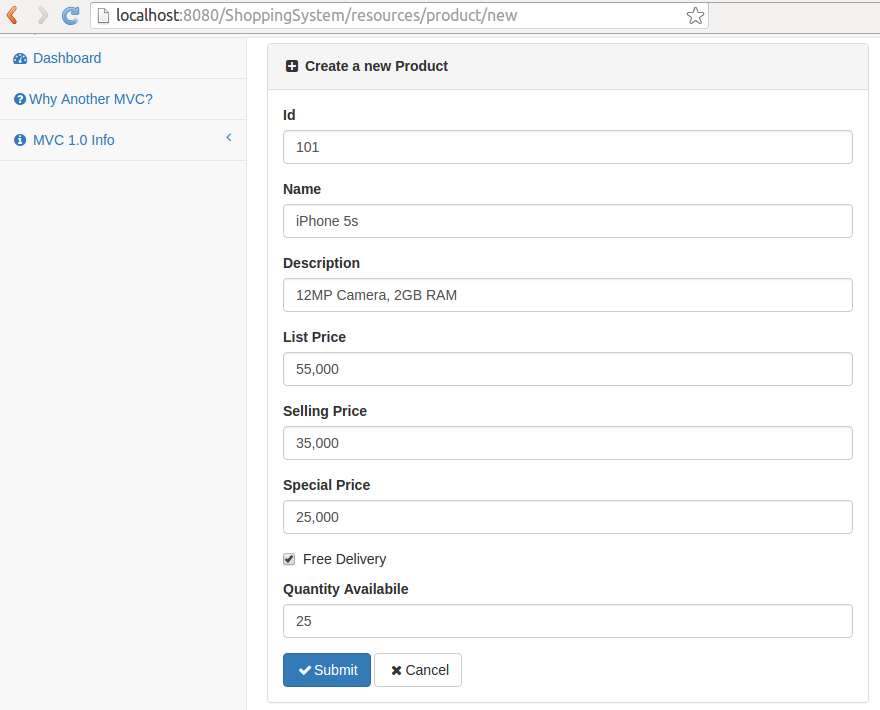 localhost:8080/ShoppingSystem/resources/product/new
Dashboard
Why Another MVC?
MVC 1.0 Info
Create a new Product
Id
101
Name
iPhone 5s
Description
12MP Camera, 2GB RAM
List Price
55,000
Selling Price
35,000
Special Price
25,000
Free Delivery
Quantity Availabile
25
Submit Cancel